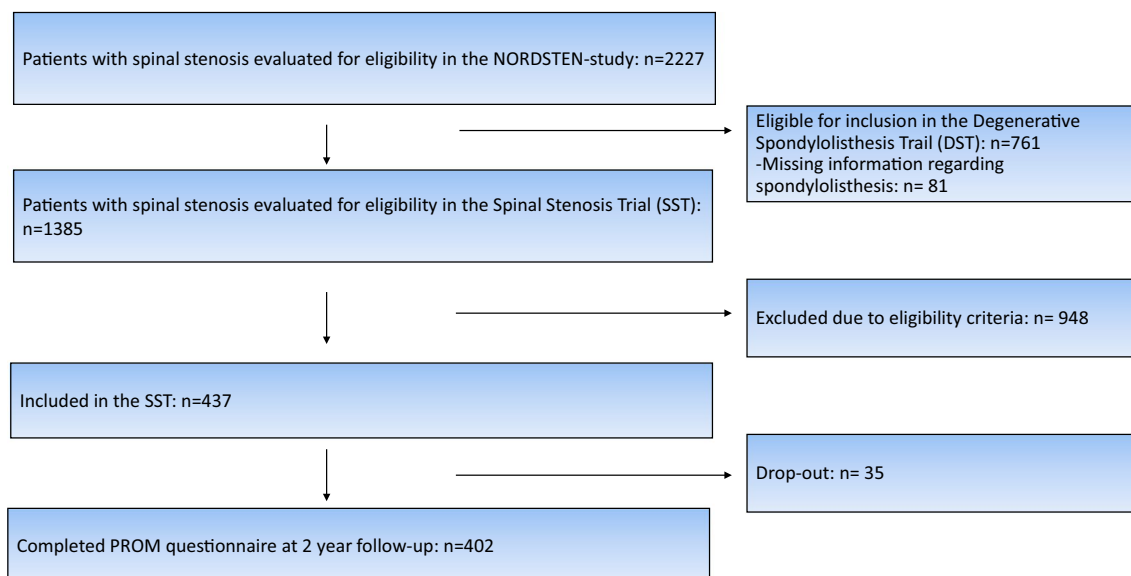 Patients with spinal stenosis evaluated for eligibility in the NORDSTEN-study: n=2227
Eligible for inclusion in the Degenerative
Spondylolisthesis Trail (DST): n=761
-Missing information regarding
spondylolisthesis: n= 81
Patients with spinal stenosis evaluated for eligibility in the Spinal Stenosis Trial (SST):
n=1385
Excluded due to eligibility criteria: n= 948
Included in the SST: n=437
Drop-out: n= 35
Completed PROM questionnaire at 2 year follow-up: n=402